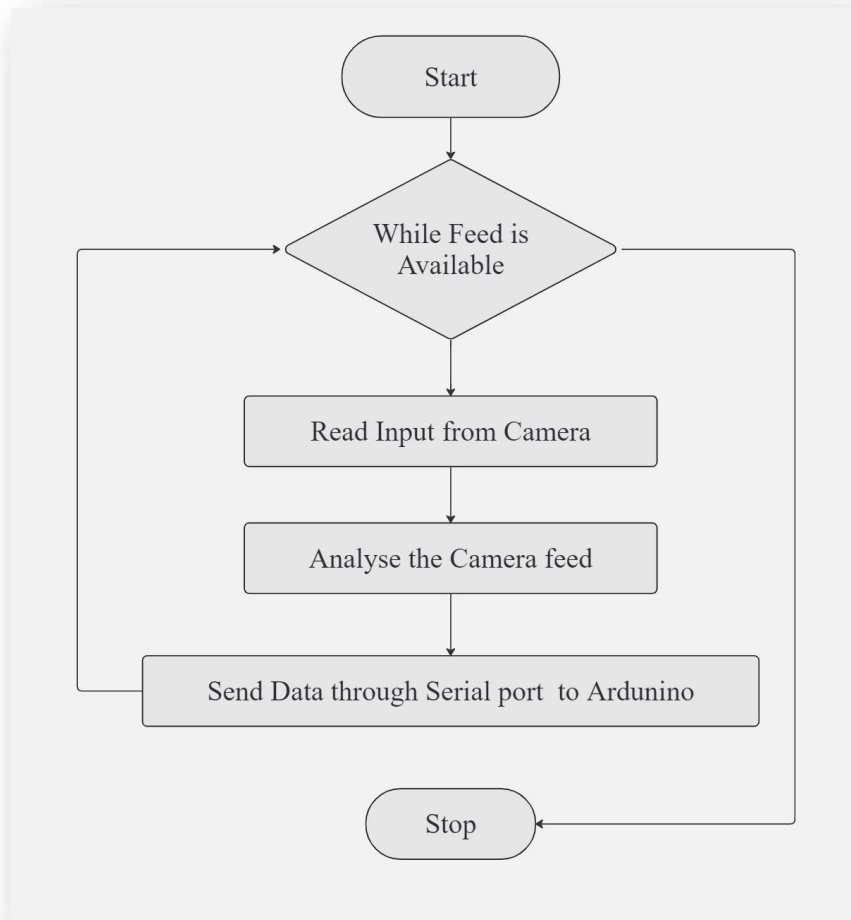 Start
While Feed is
Available
Read Input from Camera
Analyse the Camera feed
Send Data through Serial port to Ardunino
Stop